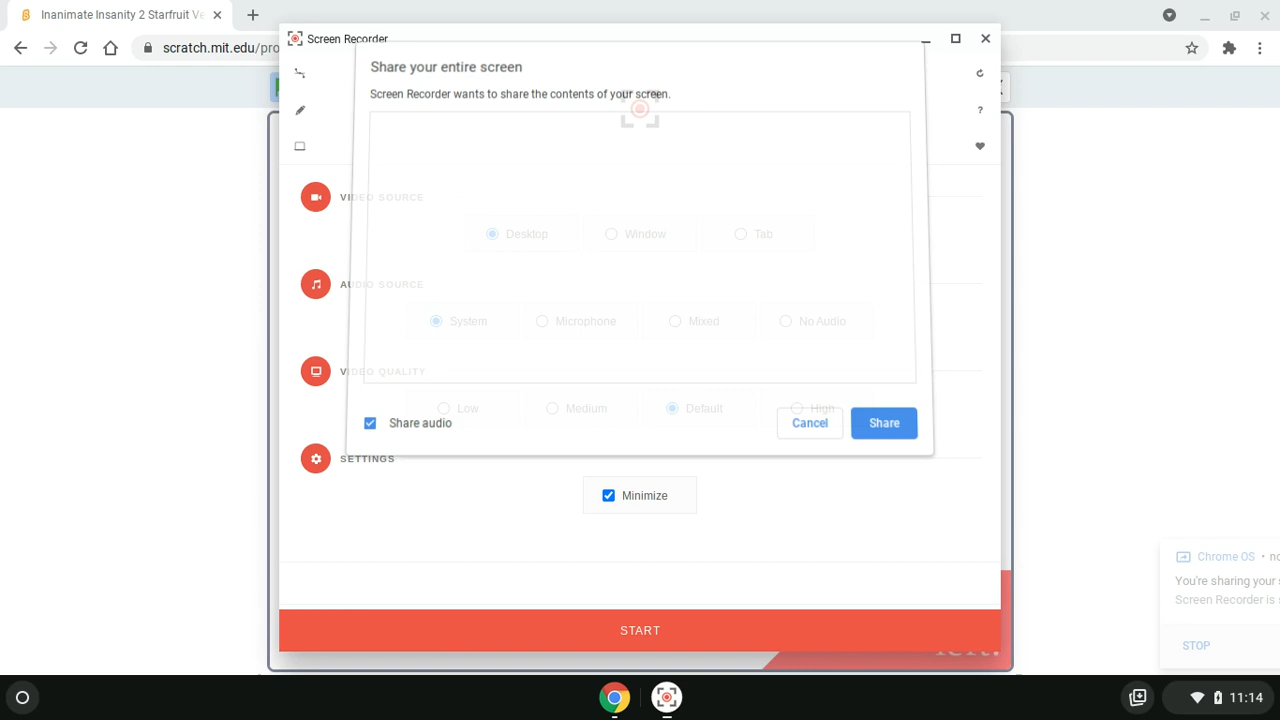 Inanimate Insanity 2 Starfruit Ve
scratch.mit.edu/pro
Screen Recorder
Share your entire screen
Screen Recorder wants to share the contents of your screen.
?
VIDEO SOURCE
Desktop
Window
Tab
AUDIO SOURCE
System
Microphone
Mixed
No Audio
VIDEO QUALITY
Low
Medium
Default
High
Share audio
Cancel
Share
SETTINGS
Minimize
START
Chrome OS • no
You're sharing your s
Screen Recorder is s
STOP
11:14